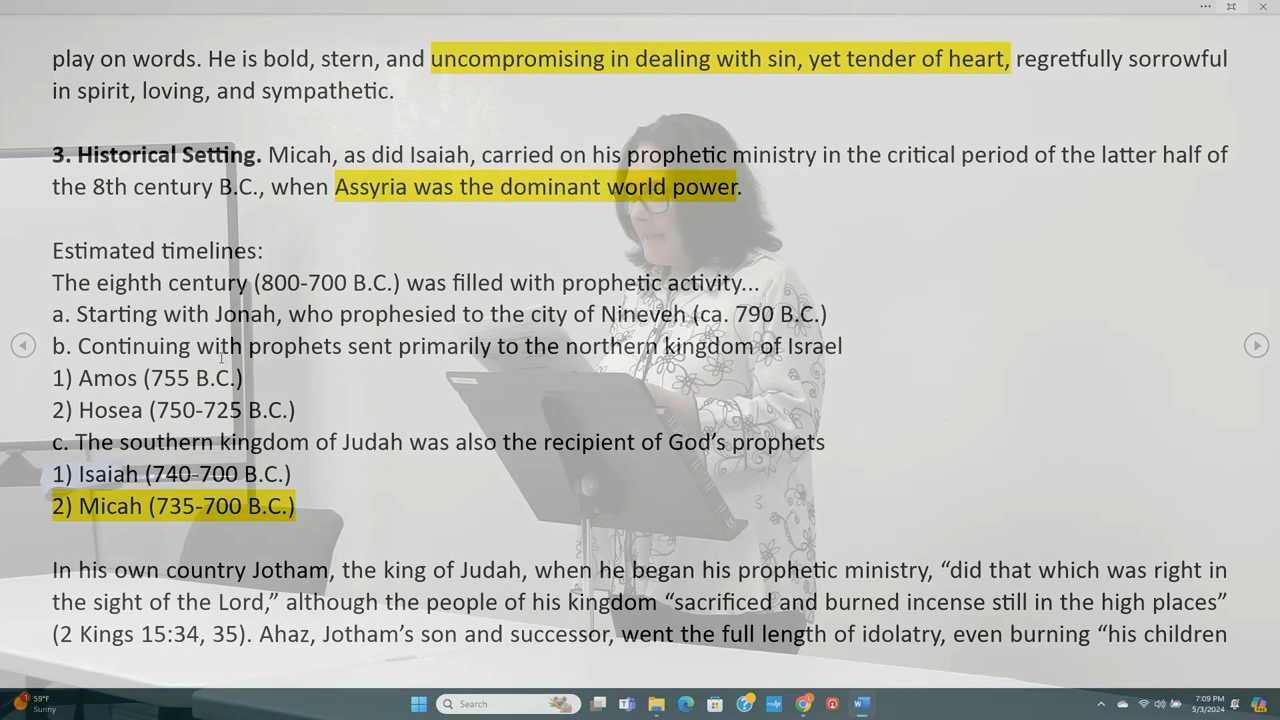 play on words. He is bold, stern, and uncompromising in dealing with sin, yet tender of heart, regretfully sorrowful
in spirit, loving, and sympathetic.
3. Historical Setting. Micah, as did Isaiah, carried on his prophetic ministry in the critical period of the latter half of
the 8th century B.C., when Assyria was the dominant world power.
Estimated timelines:
The eighth century (800-700 B.C.) was filled with prophetic activity...
a. Starting with Jonah, who prophesied to the city of Nineveh (ca. 790 B.C.)
b. Continuing with prophets sent primarily to the northern kingdom of Israel
1) Amos (755 B.C.)
2) Hosea (750-725 B.C.)
c. The southern kingdom of Judah was also the recipient of God’s prophets
1) Isaiah (740-700 B.C.)
2) Micah (735-700 B.C.)
In his own country Jotham, the king of Judah, when he began his prophetic ministry, “did that which was right in
the sight of the Lord,” although the people of his kingdom “sacrificed and burned incense still in the high places”
(2 Kings 15:34, 35). Ahaz, Jotham’s son and successor, went the full length of idolatry, even burning “his children
59°F
Sunny
Search
7:09 PM
5/3/2024